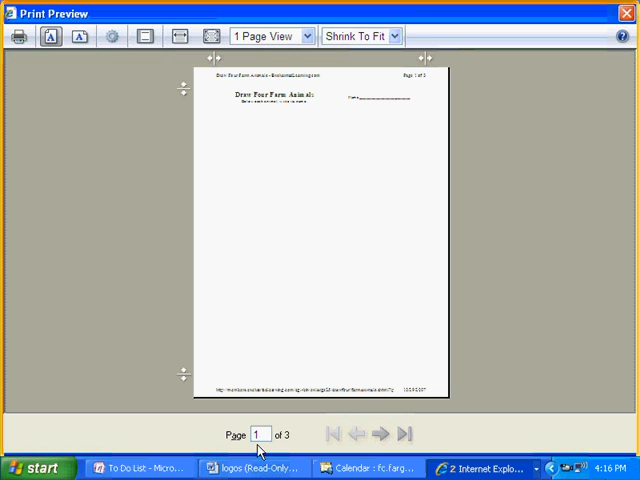 Print Preview
1 Page View
Shrink To Fit
Draw Four Farm Animals - EnchantedLearning.com
Page 1 of 3
Draw Four Farm Animals
Name
Page 1 of 3
start
To Do List - Micro...
logos (Read-Only...
Calendar : fc.farg...
2 Internet Explo...
4:16 PM